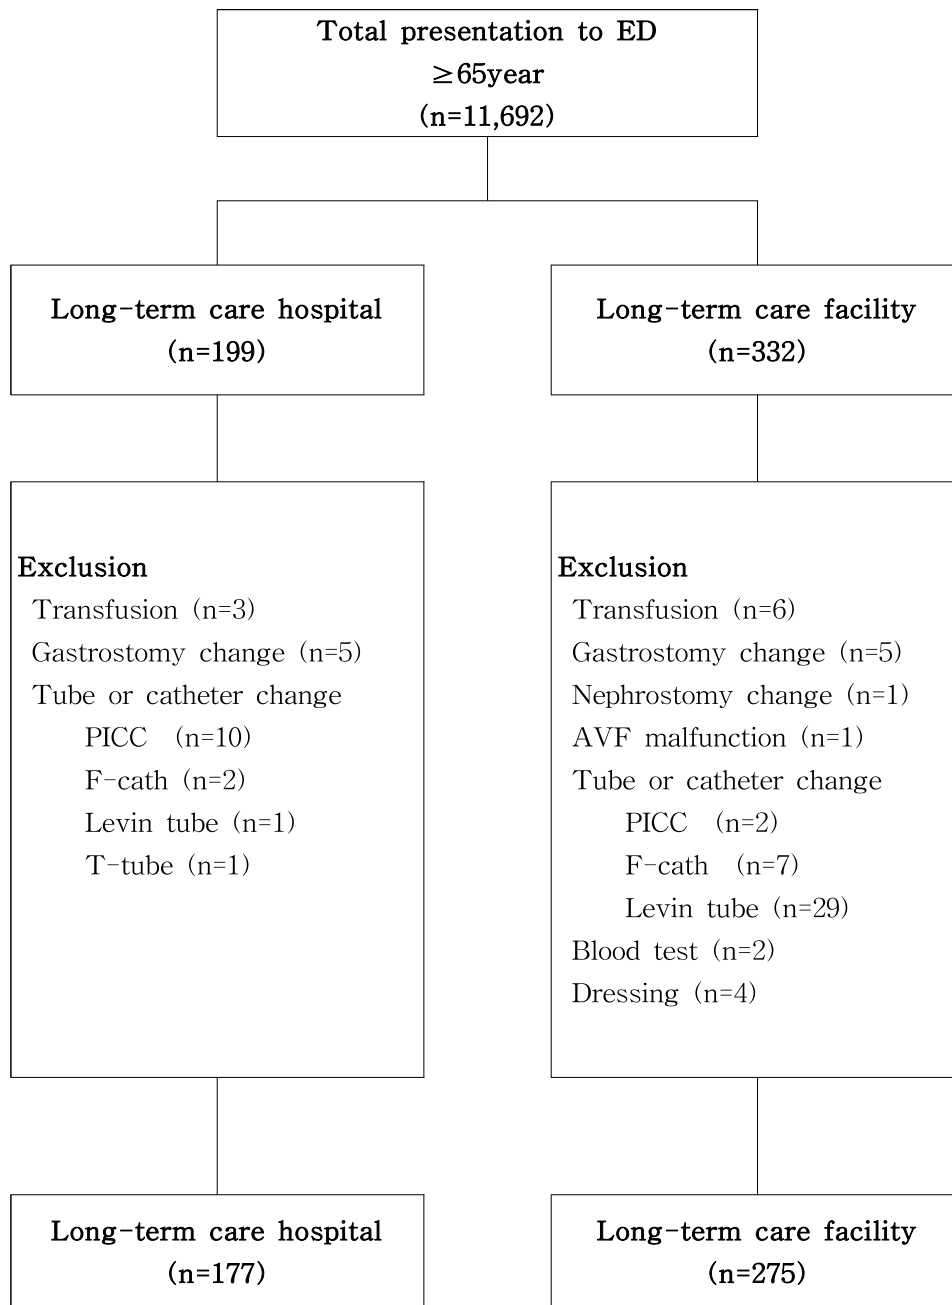 Total presentation to ED
≥65year
(n=11,692)
Long-term care hospital
(n=199)
Long-term care facility
(n=332)
Exclusion
Transfusion (n=3)
Gastrostomy change (n=5)
Tube or catheter change
PICC (n=10)
F-cath (n=2)
Levin tube (n=1)
T-tube (n=1)
Exclusion
Transfusion (n=6)
Gastrostomy change (n=5)
Nephrostomy change (n=1)
AVF malfunction (n=1)
Tube or catheter change
PICC (n=2)
F-cath (n=7)
Levin tube (n=29)
Blood test (n=2)
Dressing (n=4)
Long-term care hospital
(n=177)
Long-term care facility
(n=275)